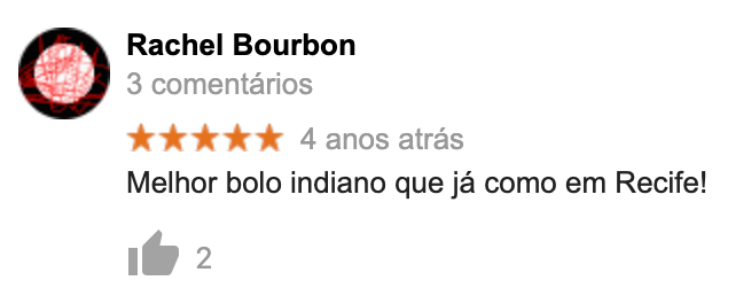 Rachel Bourbon
3 comentários
4 anos atrás
Melhor bolo indiano que já como em Recife!
2